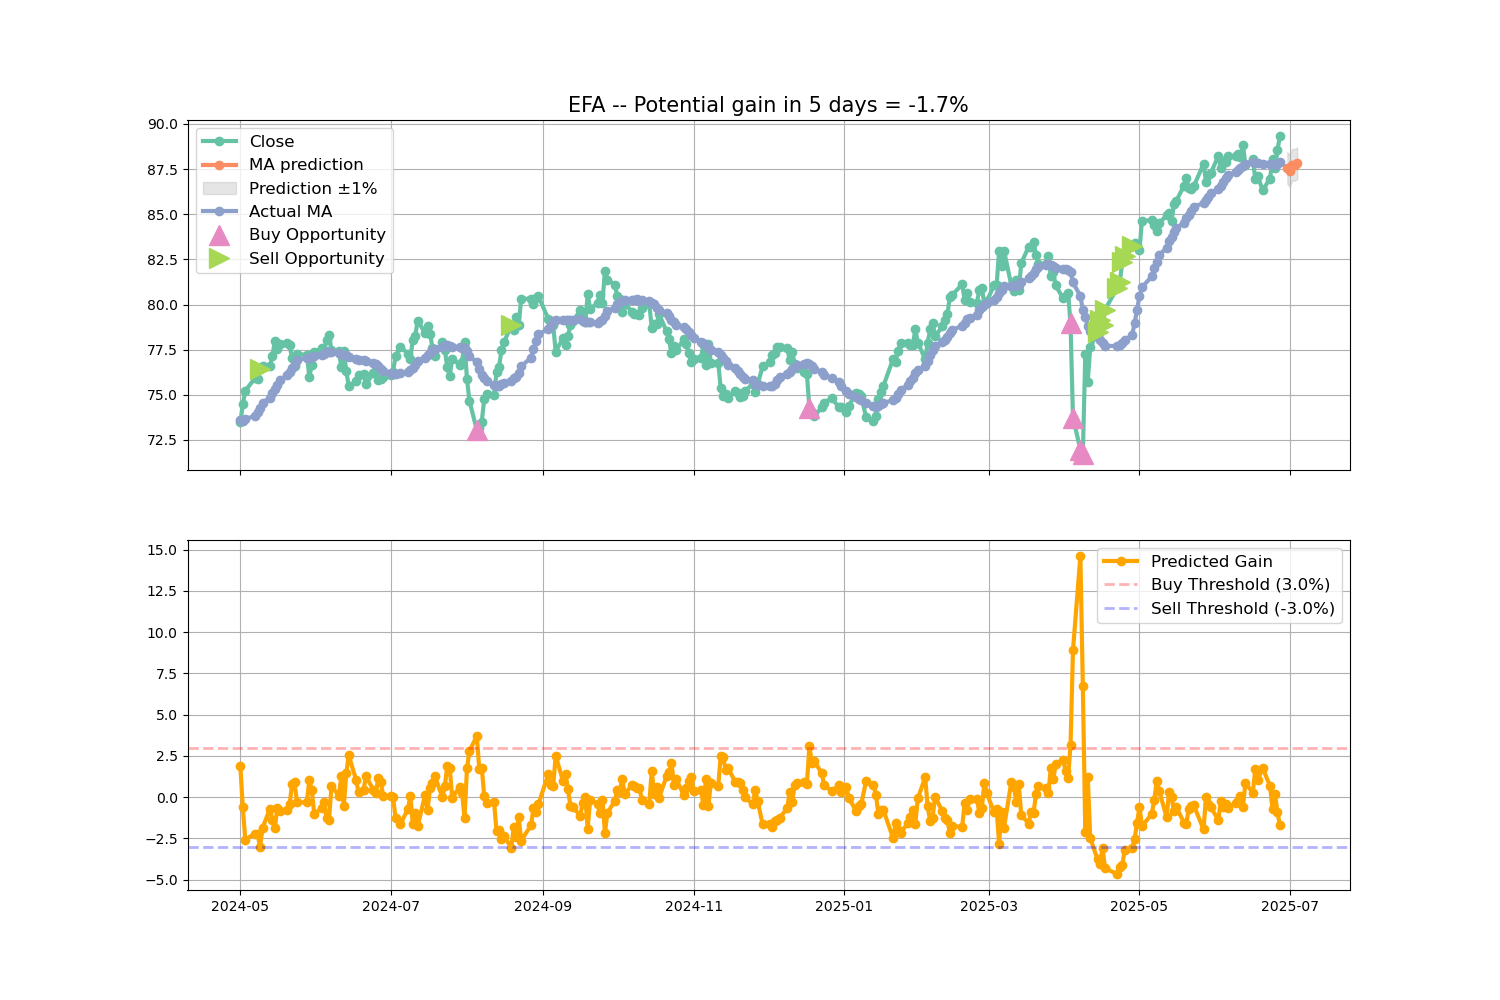 EFA -- Potential gain in 5 days = -1.7%
90.0
87.5
85.0
82.5
80.0
77.5
75.0
72.5
Close
MA prediction
Prediction ±1%
Actual MA
Buy Opportunity
Sell Opportunity
15.0
12.5
10.0
7.5
5.0
2.5
0.0
−2.5
−5.0
Predicted Gain
Buy Threshold (3.0%)
Sell Threshold (-3.0%)
2024-05 2024-07 2024-09 2024-11 2025-01 2025-03 2025-05 2025-07